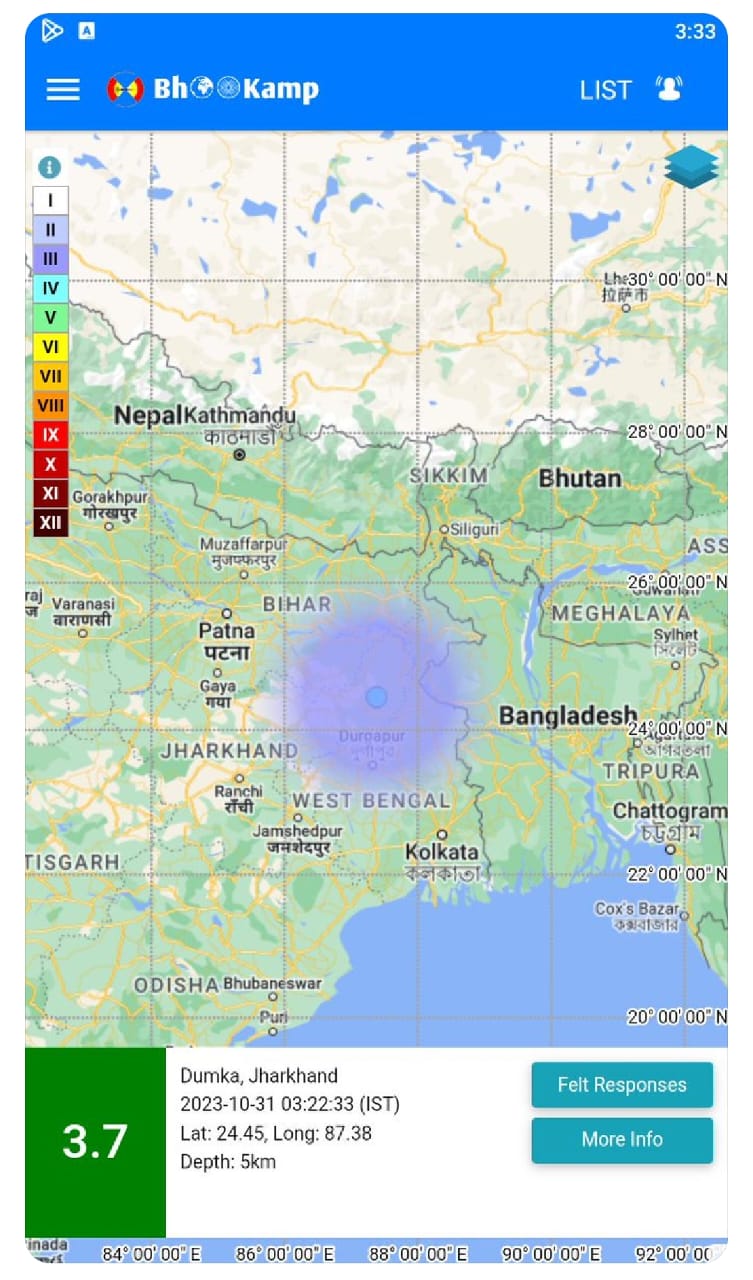 3:33
Bh Kamp
LIST
I
II
III
IV
V
VI
VII
VIII
IX
X
XI
XII
30° 00' 00" N
拉萨市
Nepal
Kathmandu
काठमाडौँ
28° 00' 00" N
SIKKIM
Bhutan
Gorakhpur
गोरखपुर
Siliguri
Muzaffarpur
मुजफ्फरपुर
ASS
26° 00' 00" N
Varanasi
वाराणसी
BIHAR
MEGHALAYA
Patna
पटना
Sylhet
সিলেট
Gaya
गया
Bangladesh
24° 00' 00" N
Durgapur
দুর্গাপুর
আগরতলা
JHARKHAND
TRIPURA
Ranchi
राँची
WEST BENGAL
Chattogram
চট্টগ্রাম
Jamshedpur
जमशेदपुर
Kolkata
কলকাতা
TISGARH
22° 00' 00" N
Cox's Bazar
কক্সবাজার
ODISHA
Bhubaneswar
Puri
20° 00' 00" N
3.7
Dumka, Jharkhand
2023-10-31 03:22:33 (IST)
Lat: 24.45, Long: 87.38
Depth: 5km
Felt Responses
More Info
84° 00' 00" E
86° 00' 00" E
88° 00' 00" E
90° 00' 00" E
92° 00' 00"